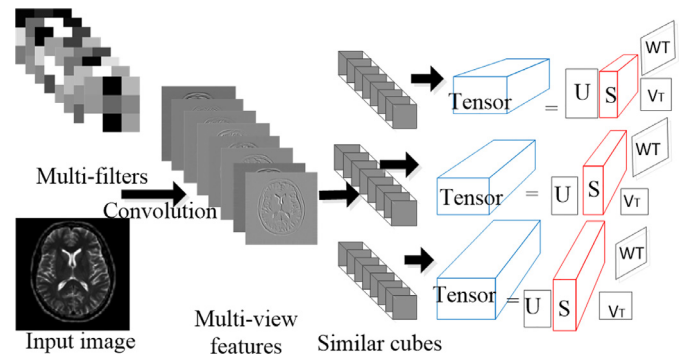 Multi-filters
Convolution
Input image
Multi-view
features
Similar cubes
Tensor
=
U
S
WT
VT
Tensor
=
U
S
WT
VT
Tensor
=
U
S
WT
VT